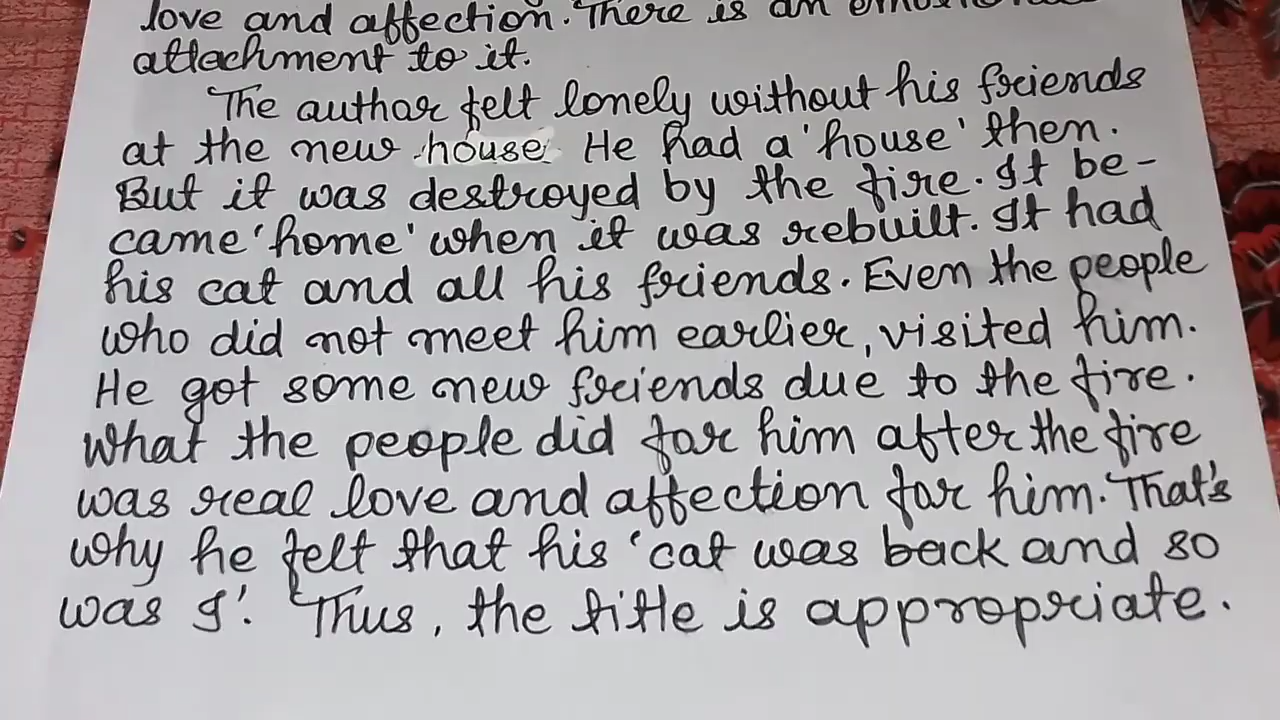 love and affection. There is an
attachment to it.
The author felt lonely without his friends
at the new house. He had a 'house' then.
But it was destroyed by the fire. It be-
came 'home' when it was rebuilt. It had
his cat and all his friends. Even the people
who did not meet him earlier, visited him.
He got some new friends due to the fire.
What the people did for him after the fire
was real love and affection for him. That's
why he felt that his 'cat was back and so
was I'. Thus, the title is appropriate.